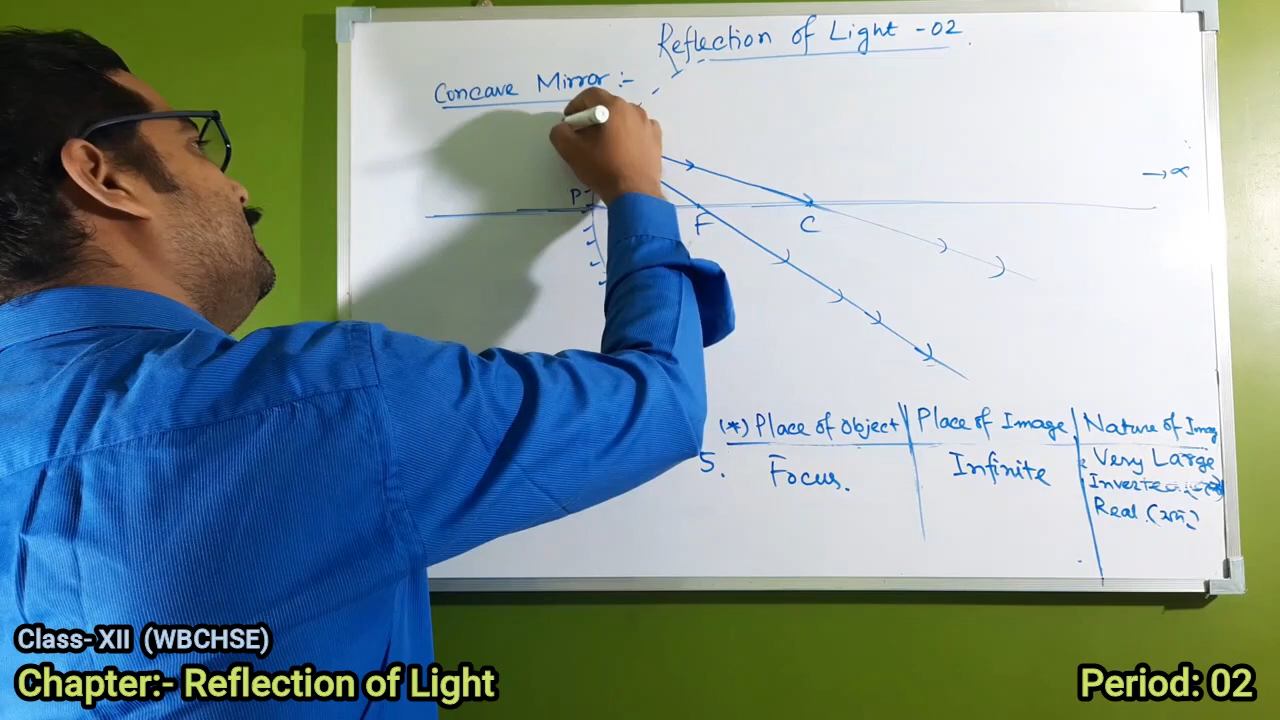 Reflection of Light - 02.
Concave Mirror :-
→ ∝
P
F
C
(*) Place of Object | Place of Image | Nature of Imag
5. Focus. Infinite Very Large
Real
Class- XII (WBCHSE)
Chapter:- Reflection of Light
Period: 02